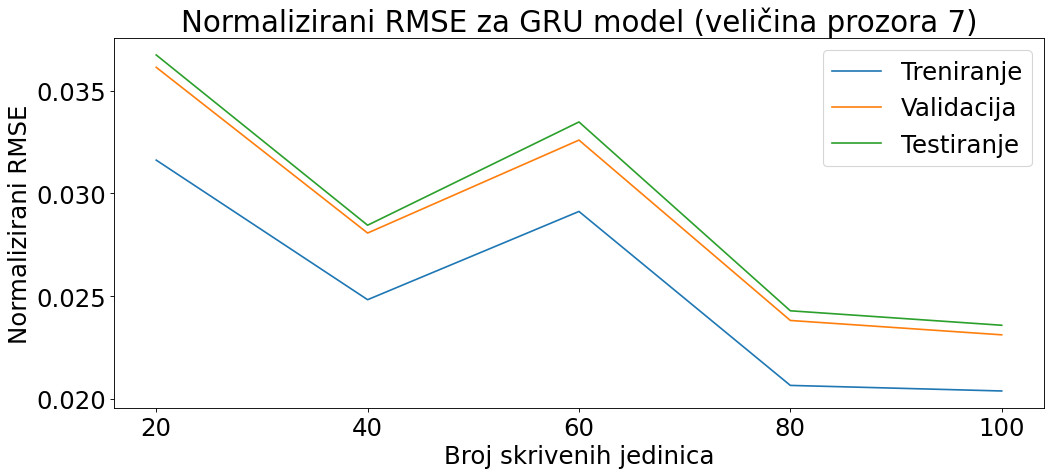 Normalizirani RMSE za GRU model (veličina prozora 7)
Treniranje
Validacija
Testiranje
Normalizirani RMSE
0.035
0.030
0.025
0.020
20 40 60 80 100
Broj skrivenih jedinica